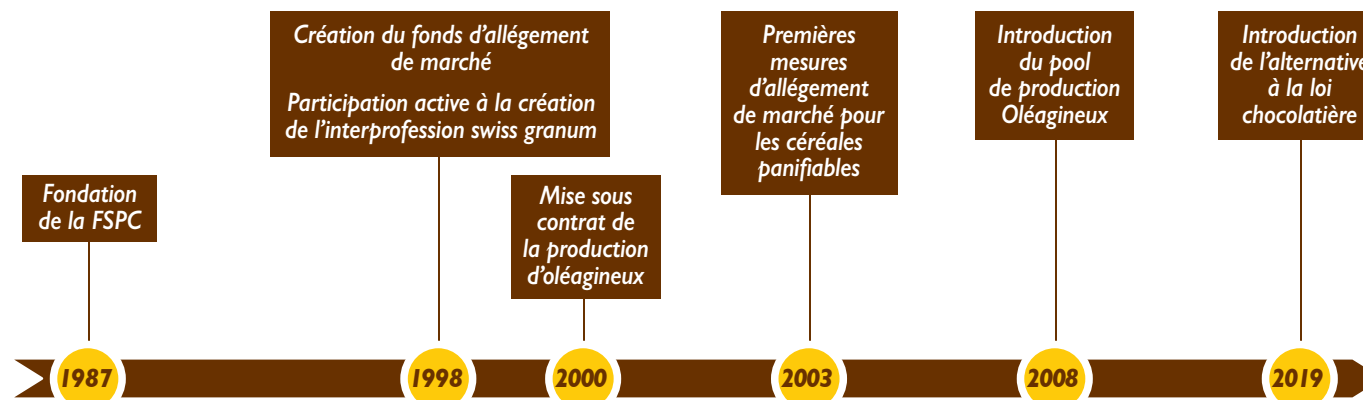 Fondation
de la FSPC
1987
Création du fonds d'allégement
de marché
Participation active à la création
de l'interprofession swiss granum
1998
Mise sous
contrat de
la production
d'oléagineux
2000
Premières
mesures
d'allégement
de marché pour
les céréales
panifiables
2003
Introduction
du pool
de production
Oléagineux
2008
Introduction
de l'alternative
à la loi
chocolatière
2019